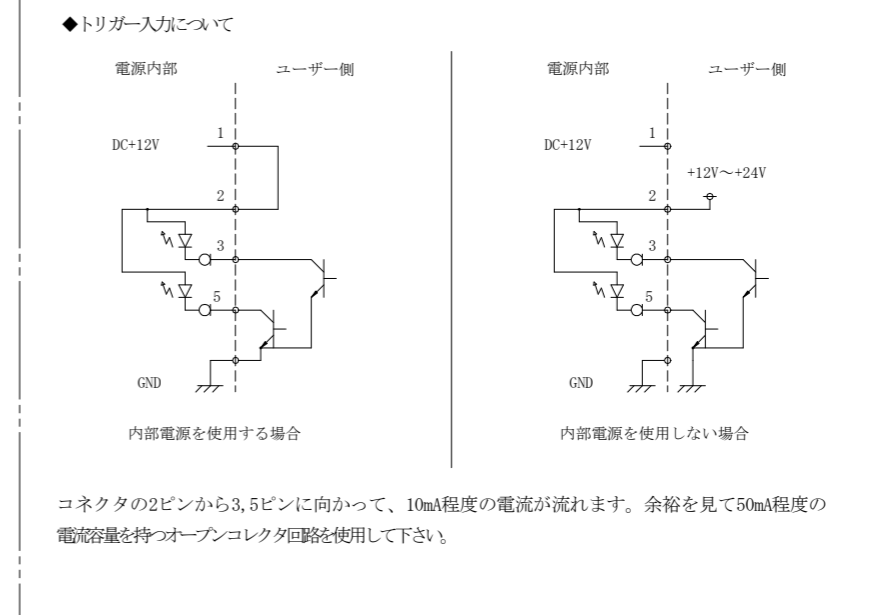 ◆トリガー入力について
電源内部　ユーザー側
DC+12V
1
2
3
5
GND
内部電源を使用する場合
電源内部　ユーザー側
DC+12V
1
+12V～+24V
2
3
5
GND
内部電源を使用しない場合
コネクタの2ピンから3,5ピンに向かって、10mA程度の電流が流れます。余裕を見て50mA程度の
電流容量を持つオープンコレクタ回路を使用して下さい。